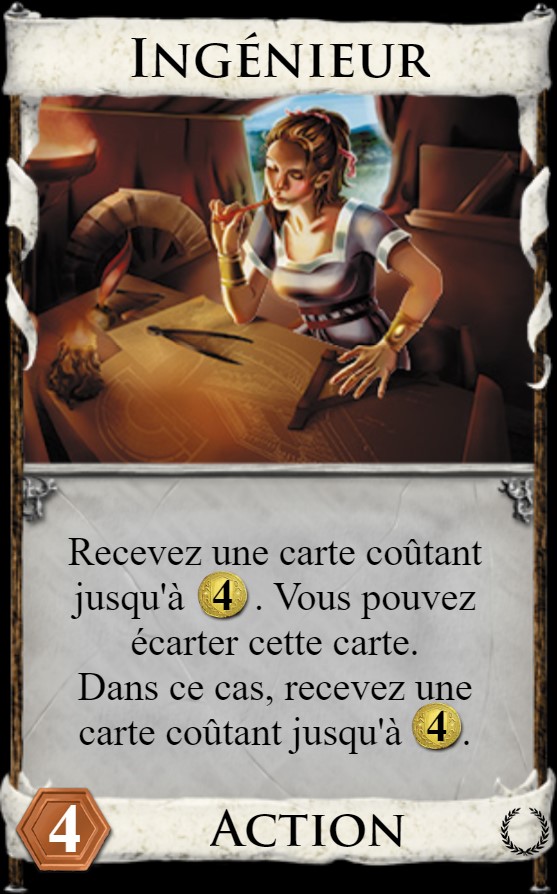 INGÉNIEUR
Recevez une carte coûtant
jusqu'à 4 . Vous pouvez
écarter cette carte.
Dans ce cas, recevez une
carte coûtant jusqu'à 4 .
4 ACTION